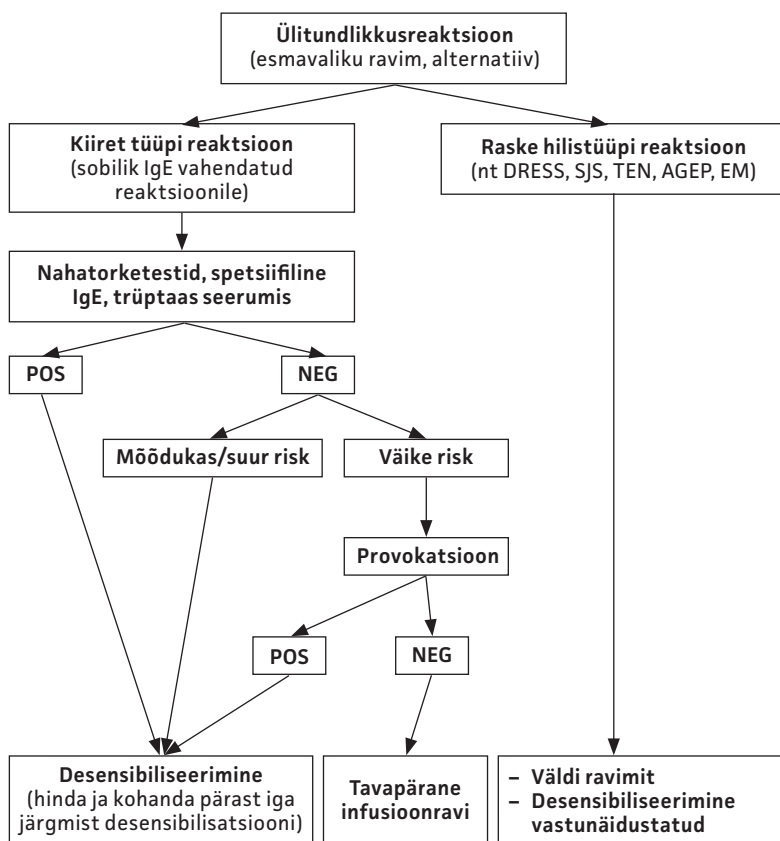 Ülitundlikkusreaktsioon
(esmavaliku ravim, alternatiiv)
Kiiret tüüpi reaktsioon
(sobilik IgE vahendatud
reaktsioonile)
Raske hilistüüpi reaktsioon
(nt DRESS, SJS, TEN, AGEP, EM)
Nahatorketestid, spetsiifiline
IgE, trüptaas seerumis
POS
NEG
Mõõdukas/suur risk
Väike risk
Provokatsioon
POS
NEG
Desensibiliseerimine
(hinda ja kohanda pärast iga
järgmist desensibilisatsiooni)
Tavapärane
infusioonravi
– Väldi ravimit
– Desensibiliseerimine
vastunäidustatud